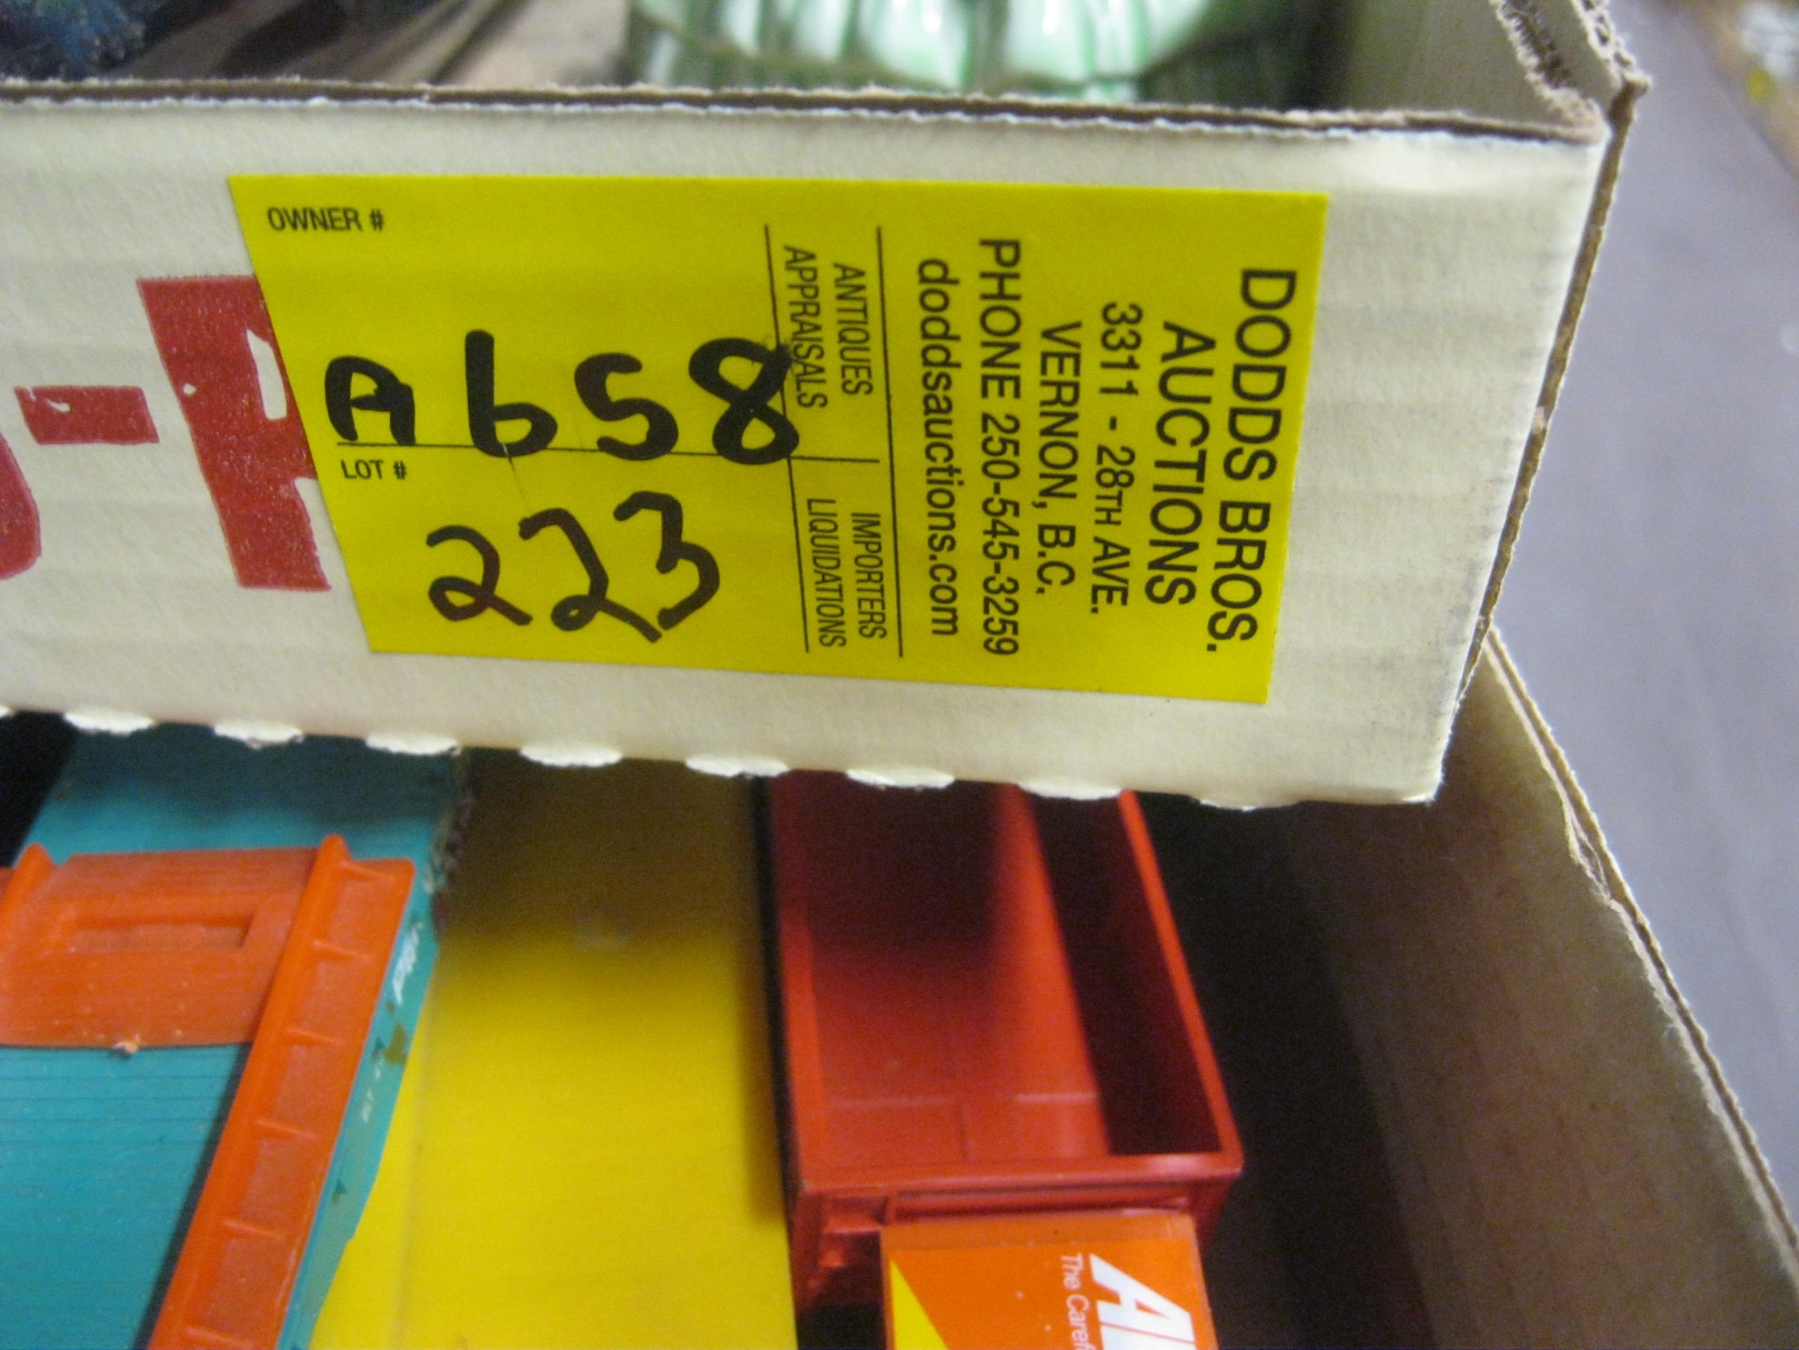 DODDS BROS.
AUCTIONS
3311 - 28TH AVE.
VERNON, B.C.
PHONE 250-545-3259
doddsauctions.com
ANTIQUES
APPRAISALS
IMPORTERS
LIQUIDATIONS
OWNER #
A658
LOT #
223
The